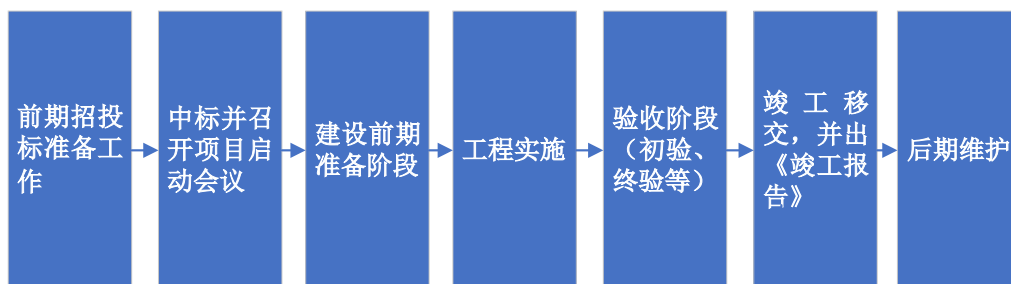 前期招投
标准备工
作
中标并召
开项目启
动会议
建设前期
准备阶段
工程实施
验收阶段
（初验、
终验等）
竣工移
交，并出
《竣工报
告》
后期维护